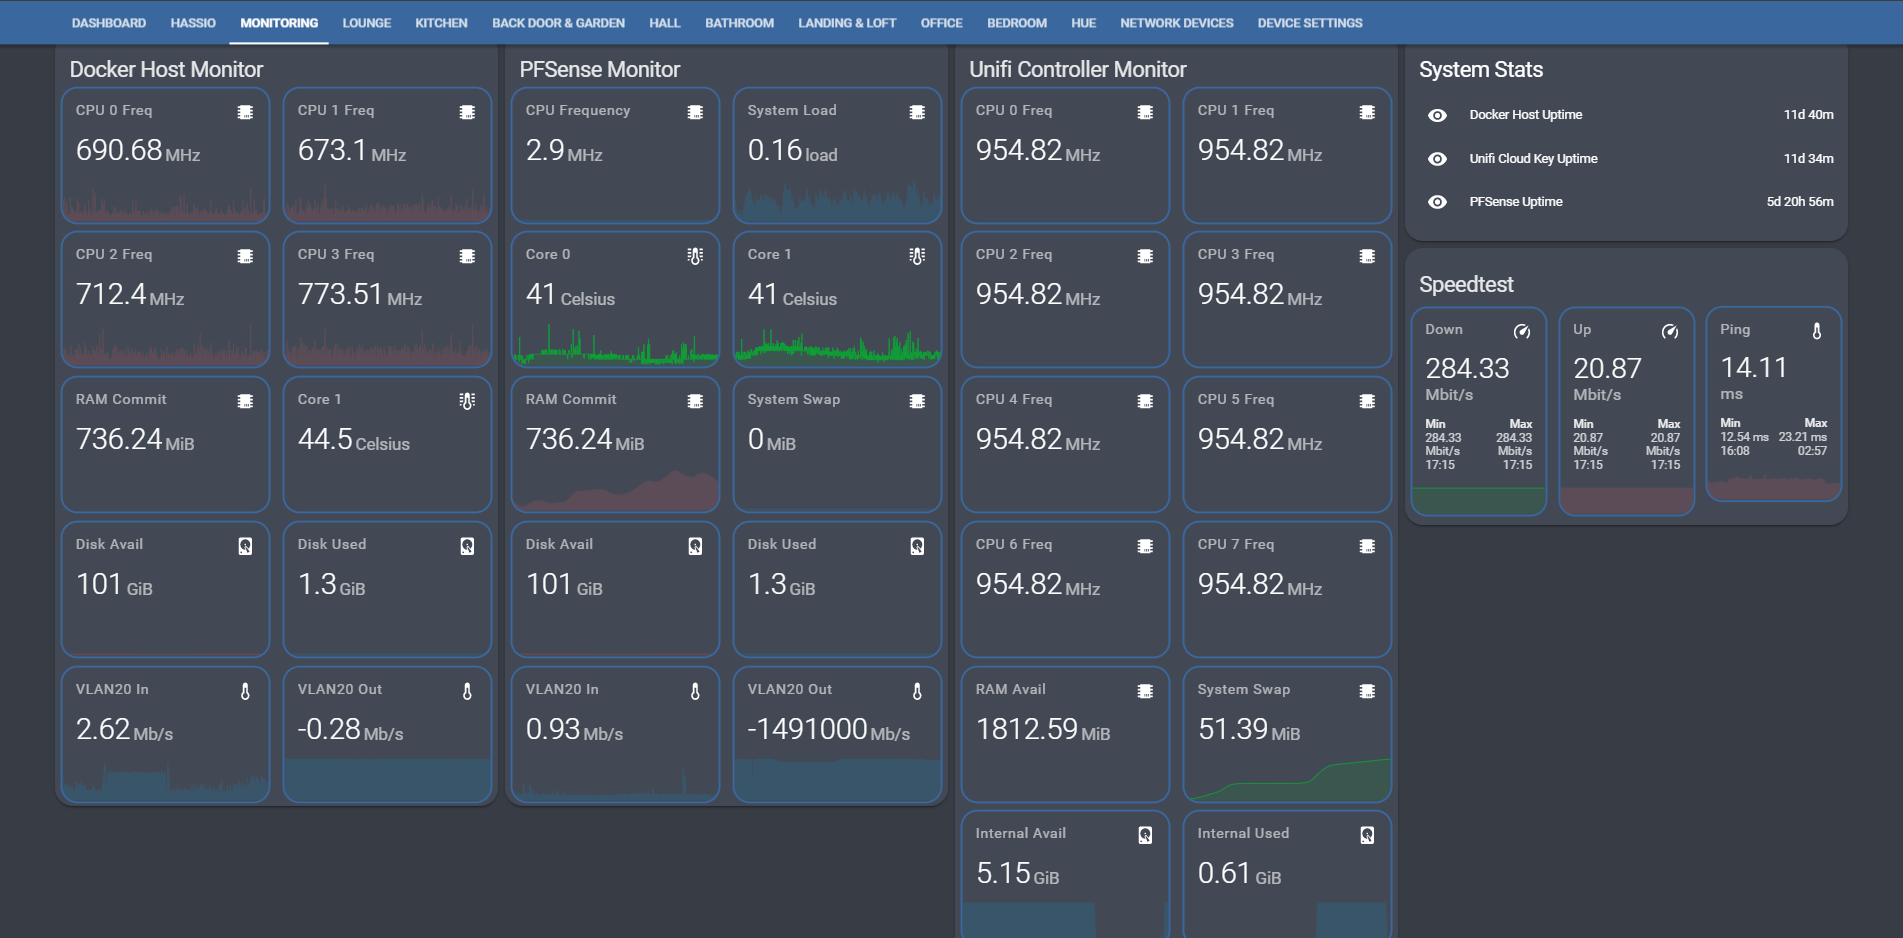 DASHBOARD HASSIO MONITORING LOUNGE KITCHEN BACK DOOR & GARDEN HALL BATHROOM LANDING & LOFT OFFICE BEDROOM HUE NETWORK DEVICES DEVICE SETTINGS
Docker Host Monitor
CPU 0 Freq
690.68 MHz
CPU 1 Freq
673.1 MHz
CPU 2 Freq
712.4 MHz
CPU 3 Freq
773.51 MHz
RAM Commit
736.24 MiB
Core 1
44.5 Celsius
Disk Avail
101 GiB
Disk Used
1.3 GiB
VLAN20 In
2.62 Mb/s
VLAN20 Out
-0.28 Mb/s
PFSense Monitor
CPU Frequency
2.9 MHz
System Load
0.16 load
Core 0
41 Celsius
Core 1
41 Celsius
RAM Commit
736.24 MiB
System Swap
0 MiB
Disk Avail
101 GiB
Disk Used
1.3 GiB
VLAN20 In
0.93 Mb/s
VLAN20 Out
-1491000 Mb/s
Unifi Controller Monitor
CPU 0 Freq
954.82 MHz
CPU 1 Freq
954.82 MHz
CPU 2 Freq
954.82 MHz
CPU 3 Freq
954.82 MHz
CPU 4 Freq
954.82 MHz
CPU 5 Freq
954.82 MHz
CPU 6 Freq
954.82 MHz
CPU 7 Freq
954.82 MHz
RAM Avail
1812.59 MiB
System Swap
51.39 MiB
Internal Avail
5.15 GiB
Internal Used
0.61 GiB
System Stats
Docker Host Uptime 11d 40m
Unifi Cloud Key Uptime 11d 34m
PFSense Uptime 5d 20h 56m
Speedtest
Down
284.33
Mbit/s
Min Max
284.33 284.33
Mbit/s Mbit/s
17:15 17:15
Up
20.87
Mbit/s
Min Max
20.87 20.87
Mbit/s Mbit/s
17:15 17:15
Ping
14.11
ms
Min Max
12.54 ms 23.21 ms
16:08 02:57